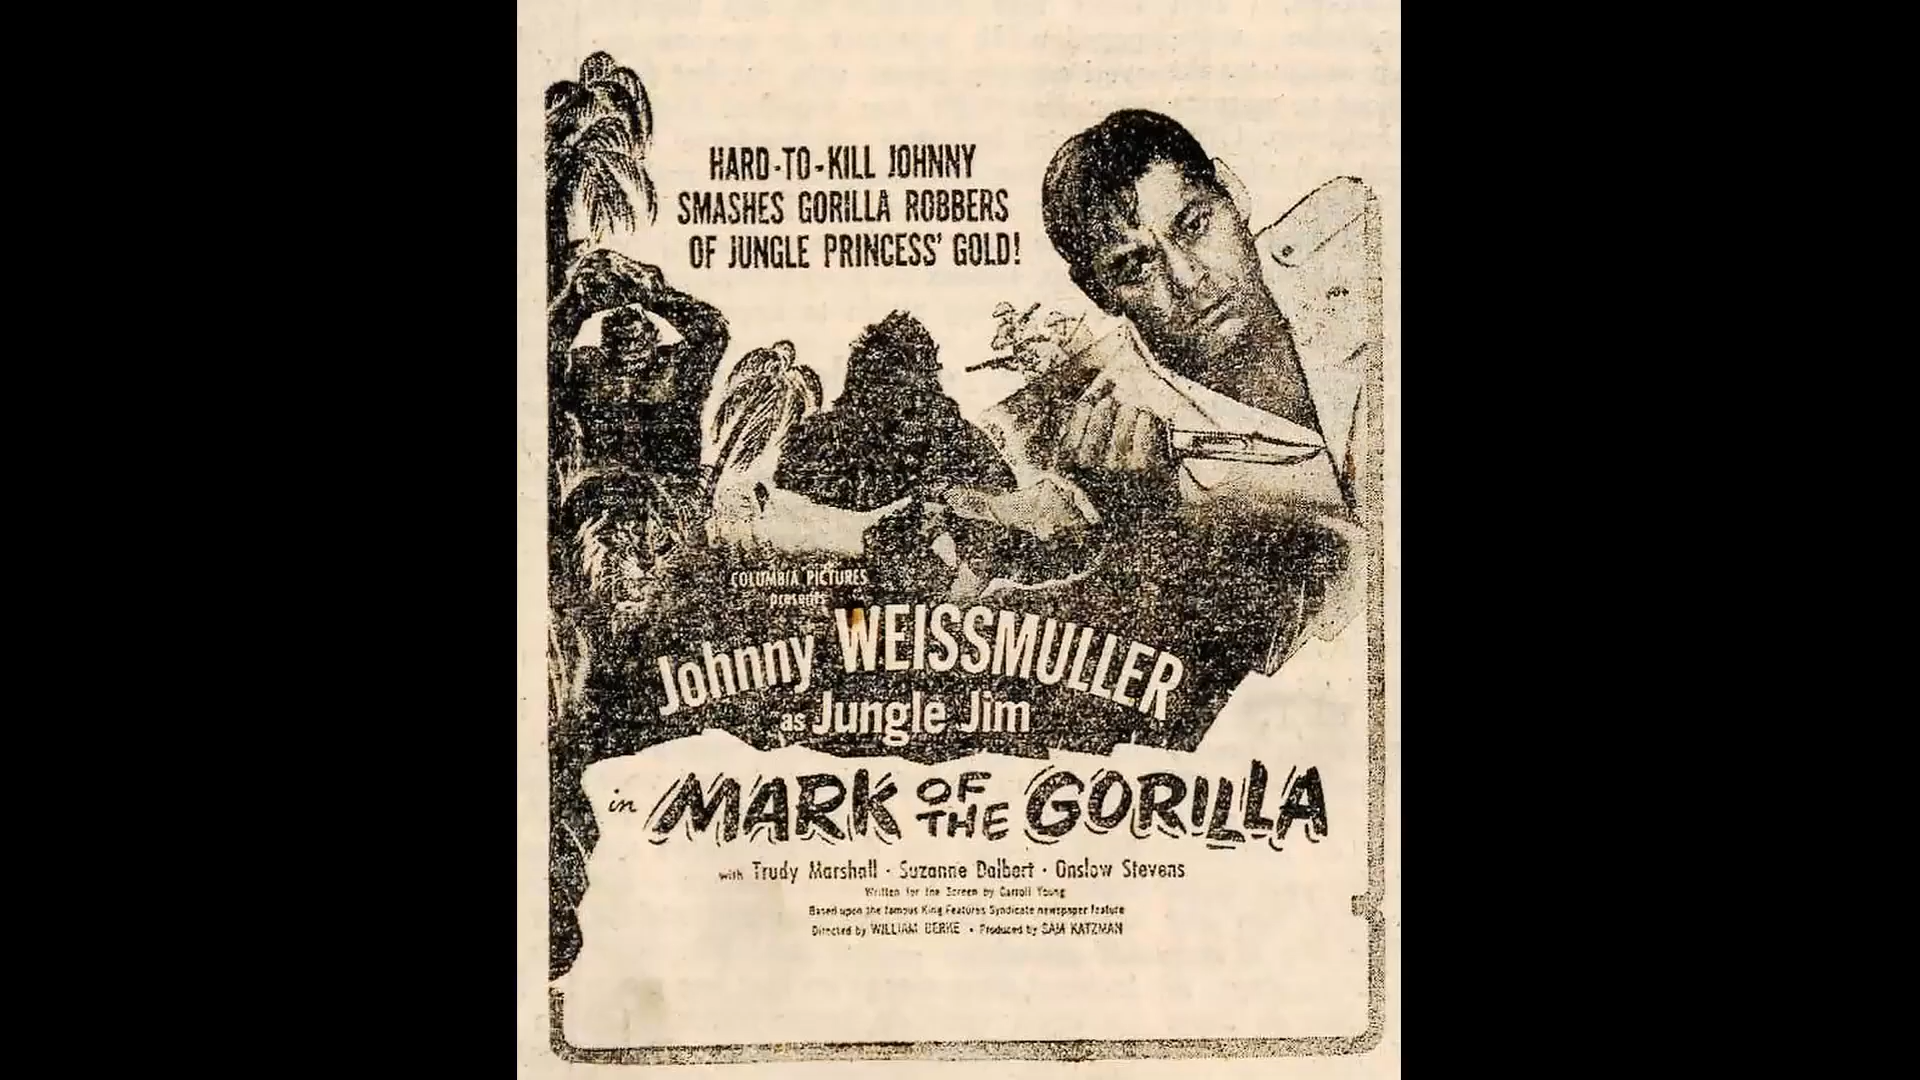 HARD-TO-KILL JOHNNY
SMASHES GORILLA ROBBERS
OF JUNGLE PRINCESS' GOLD!
COLUMBIA PICTURES
presents
Johnny WEISSMULLER
as Jungle Jim
in MARK OF THE GORILLA
with Trudy Marshall · Suzanne Dalbert · Onslow Stevens
Written for the Screen by Carroll Young
Based upon the famous King Features Syndicate newspaper feature
Directed by WILLIAM BERKE • Produced by SAM KATZMAN